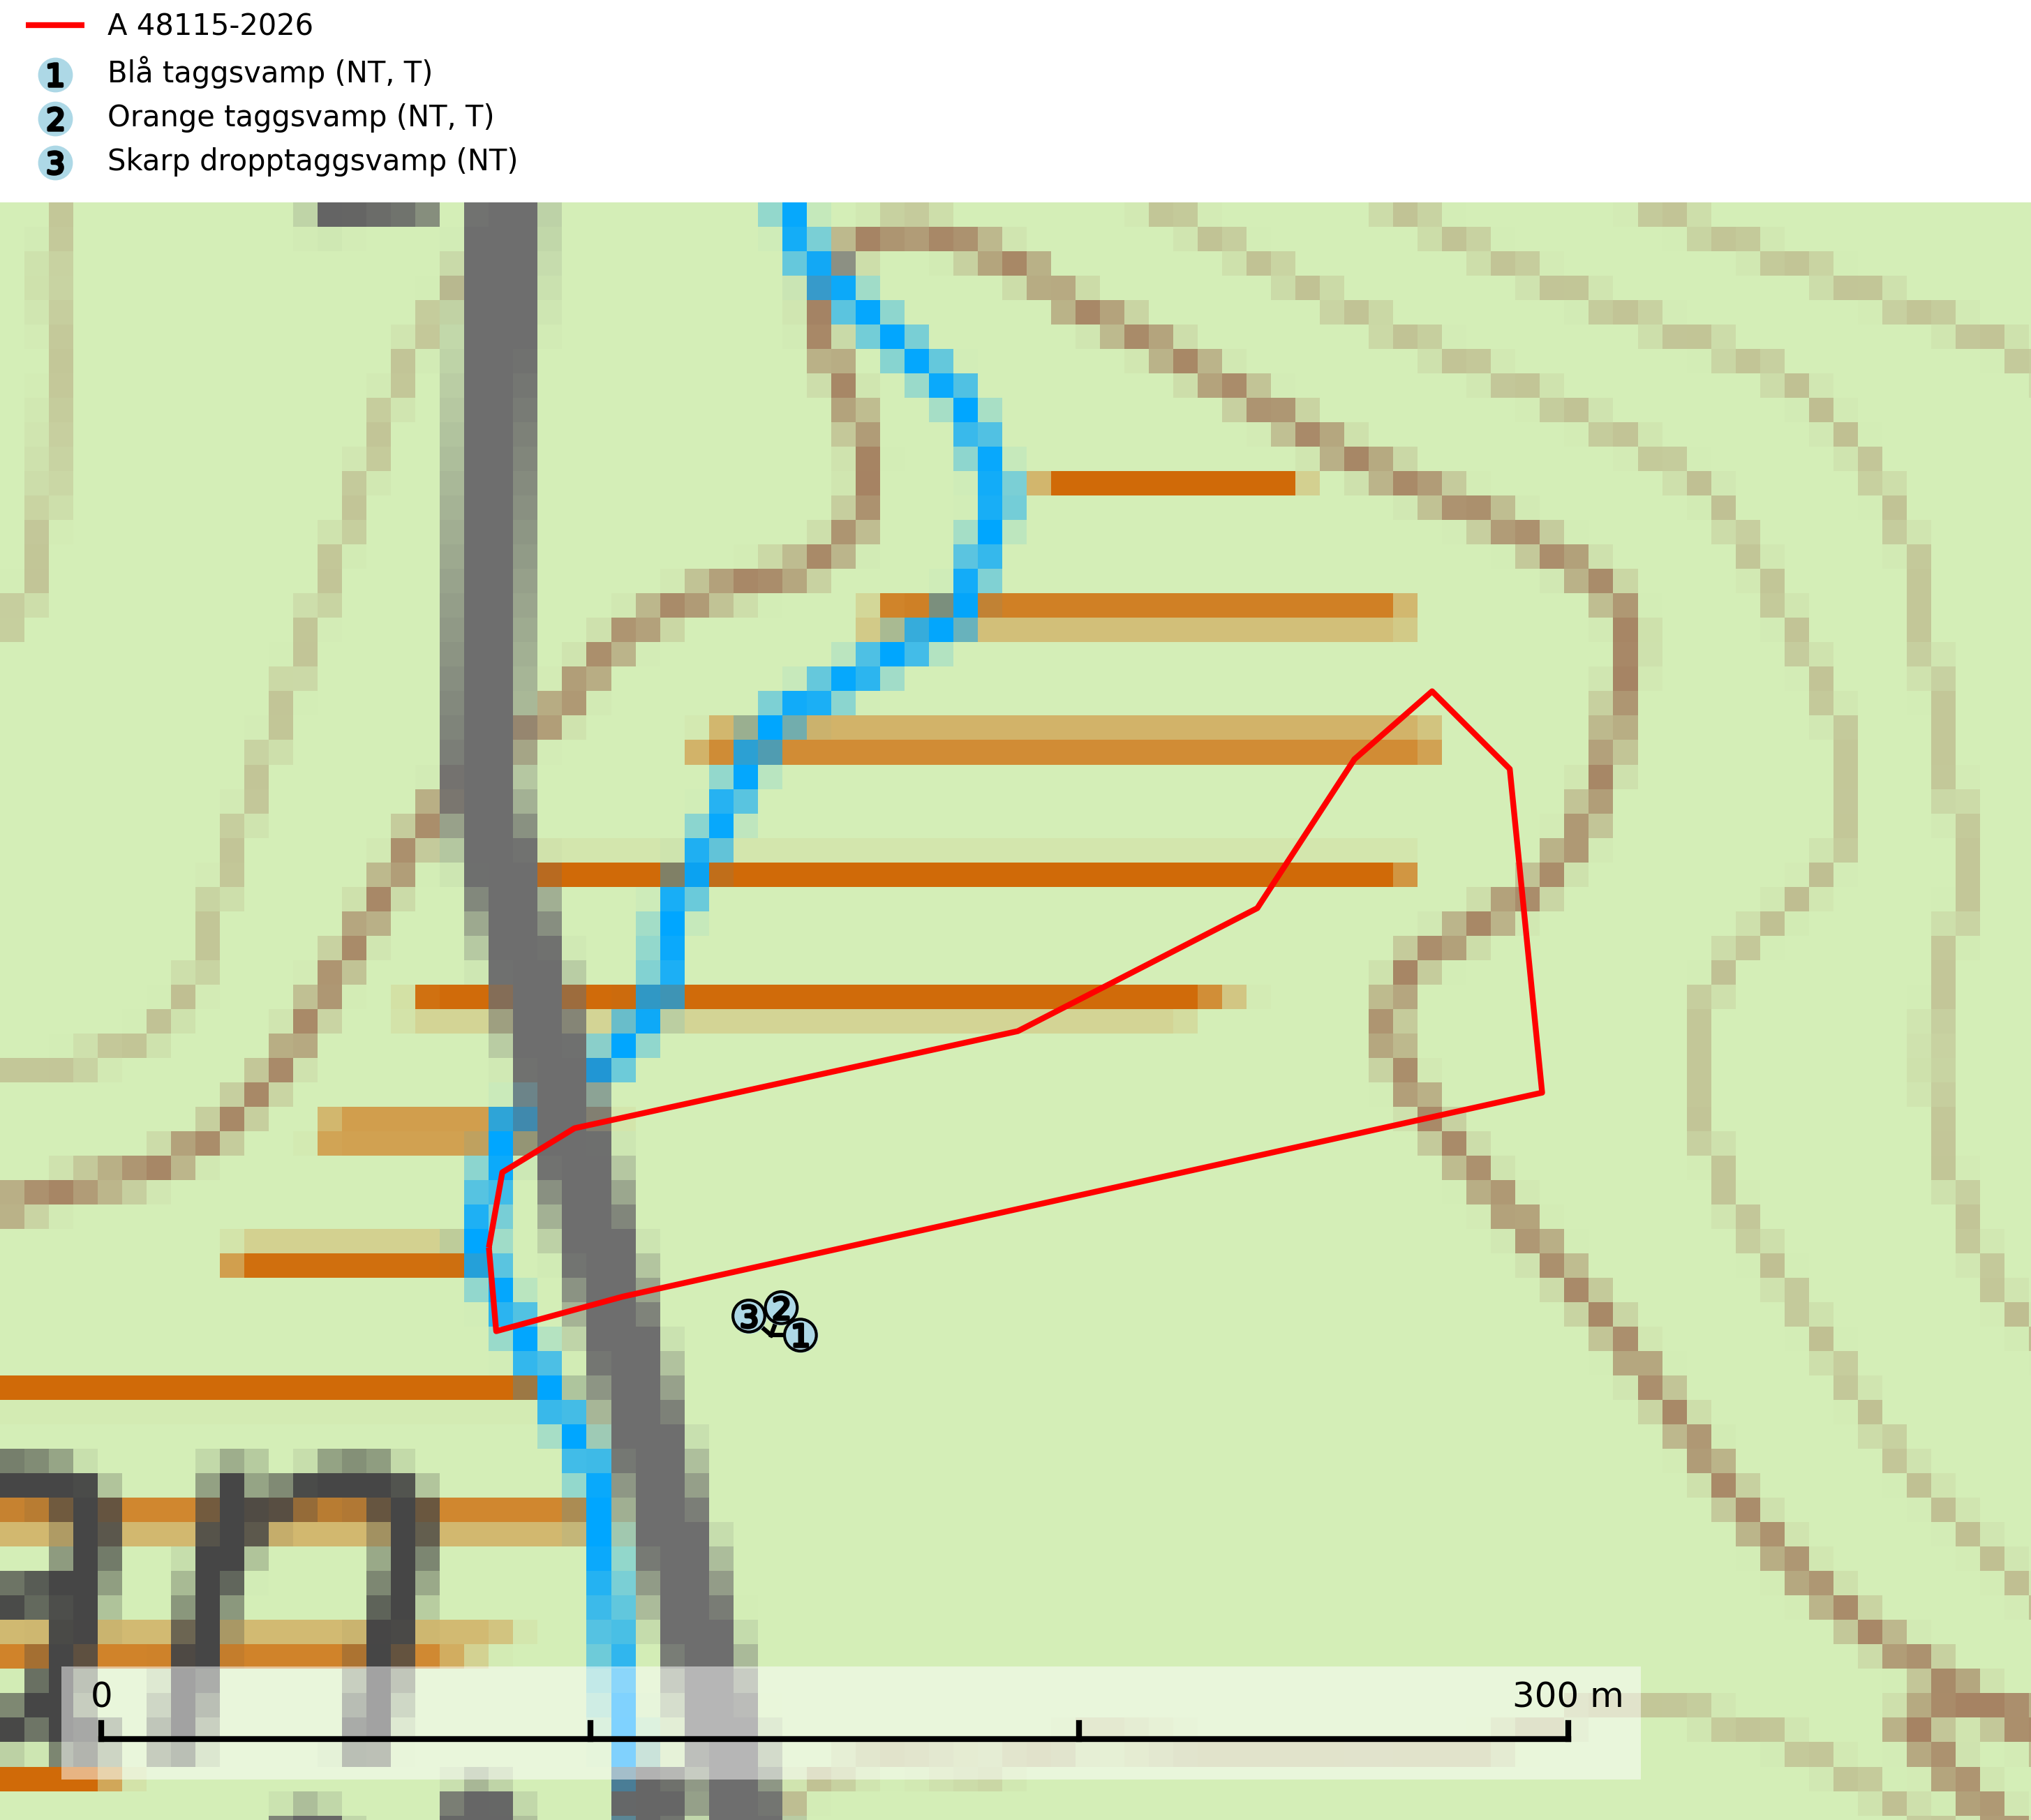 A 48115-2026
1 Blå taggsvamp (NT, T)
2 Orange taggsvamp (NT, T)
3 Skarp dropptaggsvamp (NT)
3 2 1
0 300 m